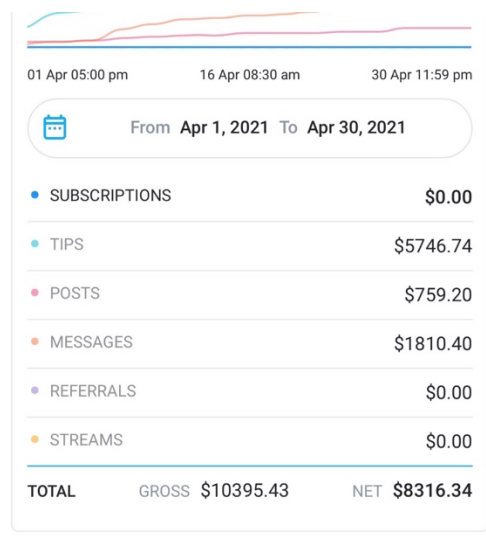 01 Apr 05:00 pm 16 Apr 08:30 am 30 Apr 11:59 pm
From Apr 1, 2021 To Apr 30, 2021
SUBSCRIPTIONS $0.00
TIPS $5746.74
POSTS $759.20
MESSAGES $1810.40
REFERRALS $0.00
STREAMS $0.00
TOTAL GROSS $10395.43 NET $8316.34